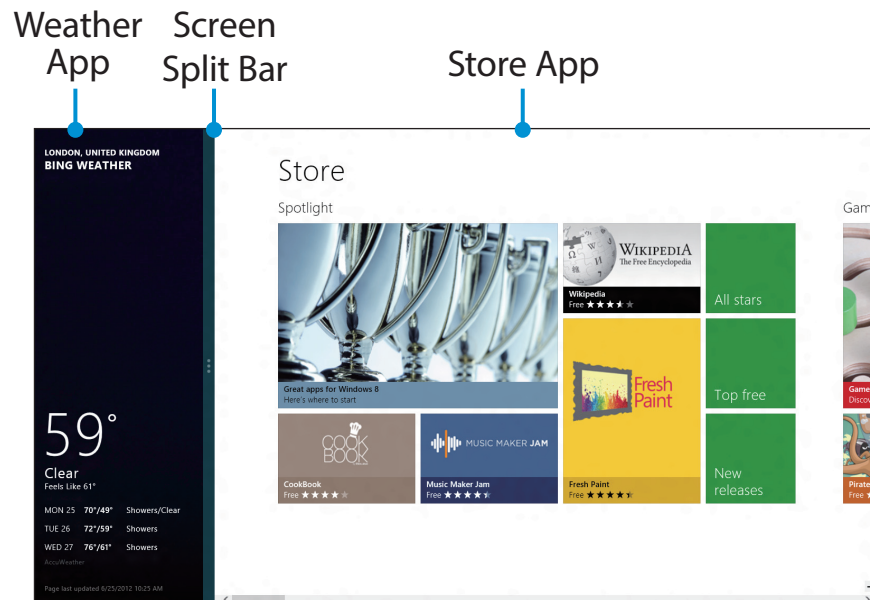 Weather App
Screen Split Bar
Store App
LONDON, UNITED KINGDOM
BING WEATHER
59°
Clear
Feels Like 61°
MON 25 70°/49° Showers/Clear
TUE 26 72°/59° Showers
WED 27 76°/61° Showers
AccuWeather
Page last updated 6/25/2012 10:25 AM
Store
Spotlight
Great apps for Windows 8
Here's where to start
WIKIPEDIA
The Free Encyclopedia
Wikipedia
Free
All stars
Fresh Paint
Fresh Paint
Free
Top free
New releases
COOK BOOK
CookBook
Free
MUSIC MAKER JAM
Music Maker Jam
Free
Gam
Game
Disco
Pirate
Free